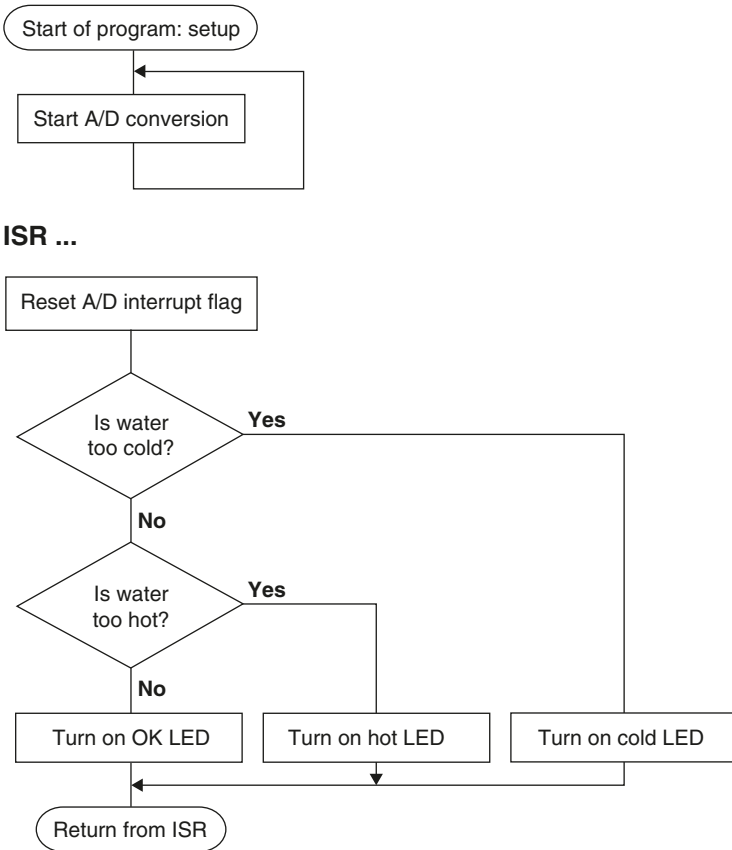 Start of program: setup
Start A/D conversion
ISR ...
Reset A/D interrupt flag
Is water
too cold?
Yes
No
Is water
too hot?
Yes
No
Turn on OK LED
Turn on hot LED
Turn on cold LED
Return from ISR